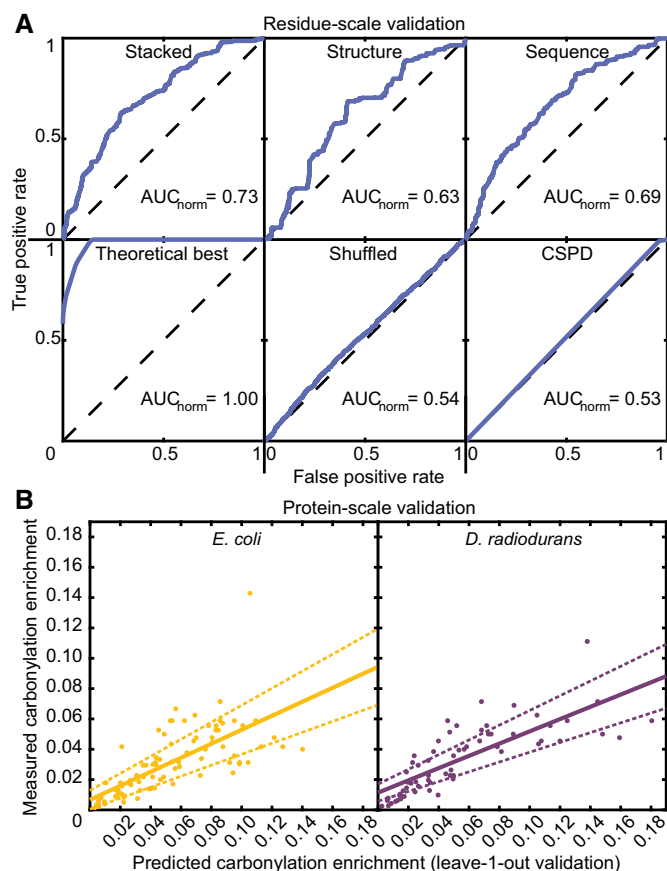 A
Residue-scale validation
True positive rate
1
0.5
0
Stacked
AUCnorm= 0.73
Structure
AUCnorm= 0.63
Sequence
AUCnorm= 0.69
1
0.5
Theoretical best
AUCnorm= 1.00
Shuffled
AUCnorm= 0.54
CSPD
AUCnorm= 0.53
0 0.5 1 0.5 1 0.5 1
False positive rate
B
Protein-scale validation
Measured carbonylation enrichment
0.18
0.16
0.14
0.12
0.10
0.08
0.06
0.04
0.02
0
E. coli
D. radiodurans
0.02 0.04 0.06 0.08 0.10 0.12 0.14 0.16 0.18 0.02 0.04 0.06 0.08 0.10 0.12 0.14 0.16 0.18
Predicted carbonylation enrichment (leave-1-out validation)